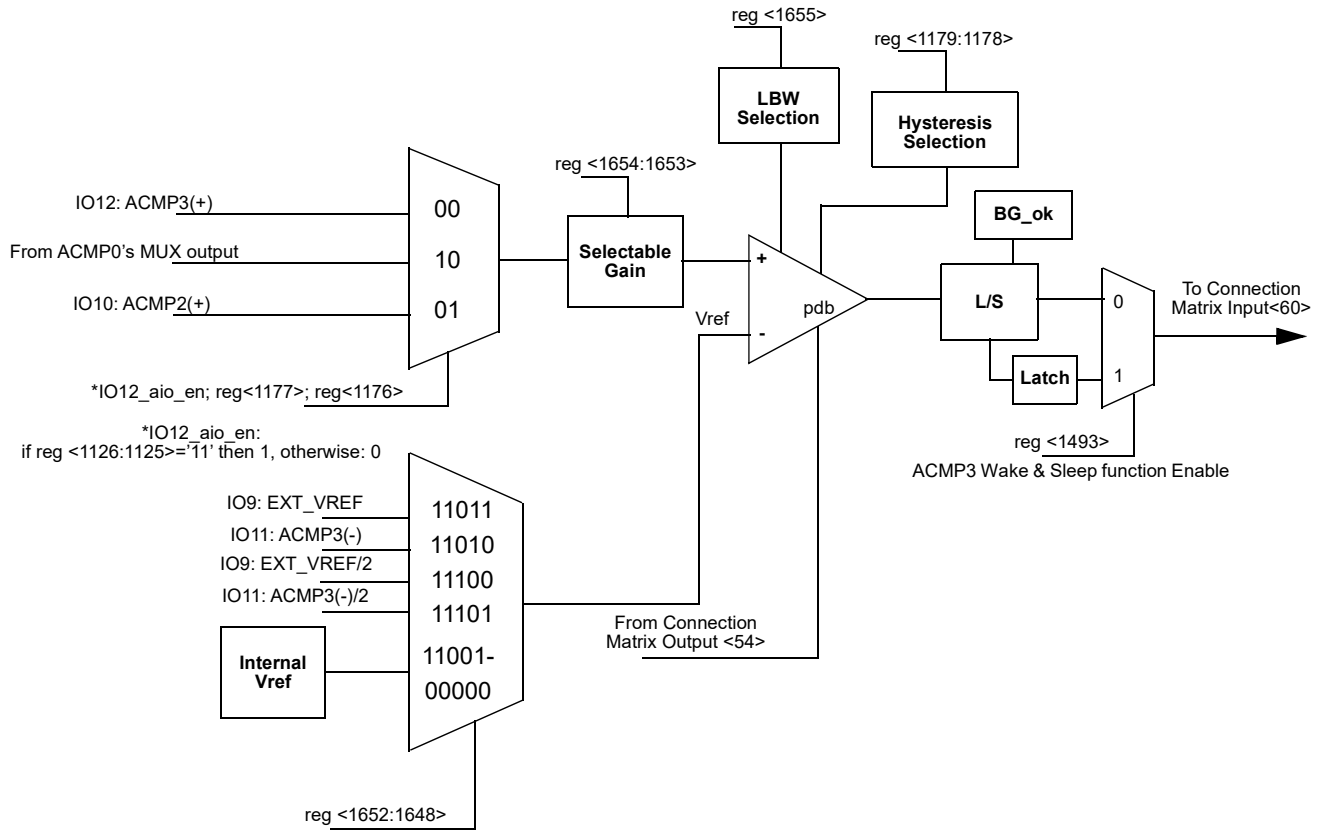 reg <1655>
reg <1179:1178>
LBW
Selection
Hysteresis
Selection
reg <1654:1653>
IO12: ACMP3(+)
00
From ACMP0's MUX output
10
IO10: ACMP2(+)
01
Selectable
Gain
+
Vref
-
pdb
BG_ok
L/S
Latch
0
1
To Connection
Matrix Input<60>
*IO12_aio_en; reg<1177>; reg<1176>
*IO12_aio_en:
if reg <1126:1125>='11' then 1, otherwise: 0
reg <1493>
ACMP3 Wake & Sleep function Enable
IO9: EXT_VREF
11011
IO11: ACMP3(-)
11010
IO9: EXT_VREF/2
11100
IO11: ACMP3(-)/2
11101
Internal
Vref
11001-
00000
From Connection
Matrix Output <54>
reg <1652:1648>